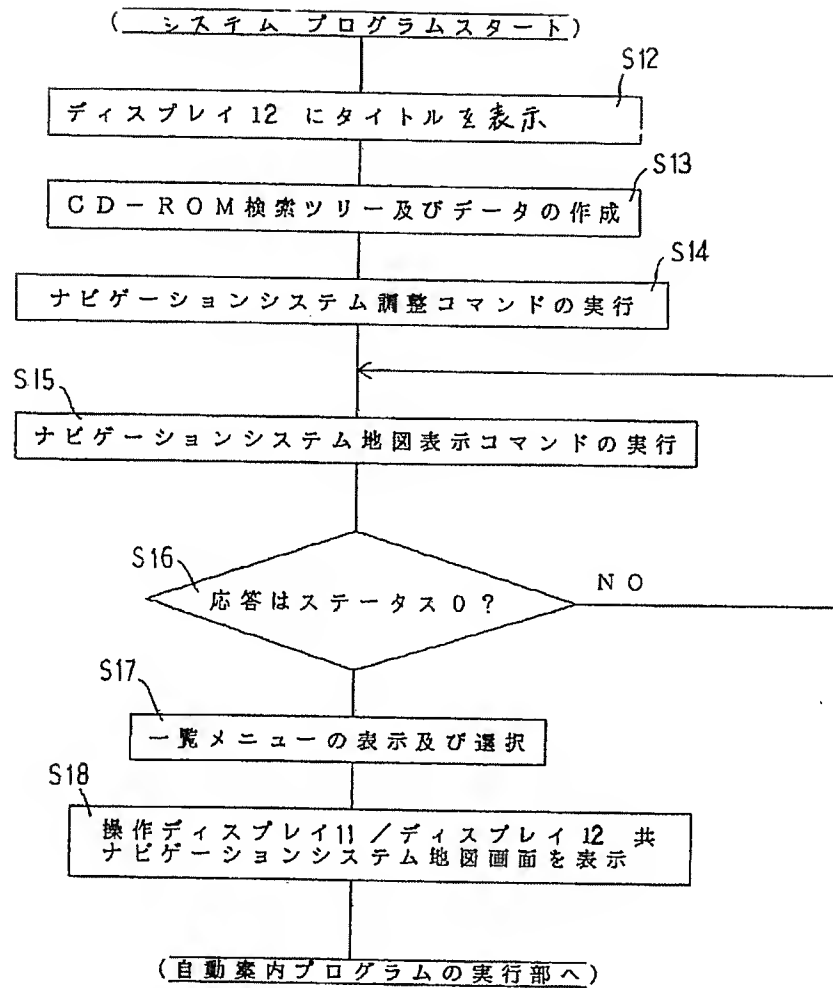 (システム プログラムスタート)
S12
ディスプレイ12 にタイトルを表示
S13
CD-ROM検索ツリー及びデータの作成
S14
ナビゲーションシステム調整コマンドの実行
S15
ナビゲーションシステム地図表示コマンドの実行
S16
応答はステータス0?
NO
S17
一覧メニューの表示及び選択
S18
操作ディスプレイ11/ディスプレイ12 共
ナビゲーションシステム地図画面を表示
(自動案内プログラムの実行部へ)